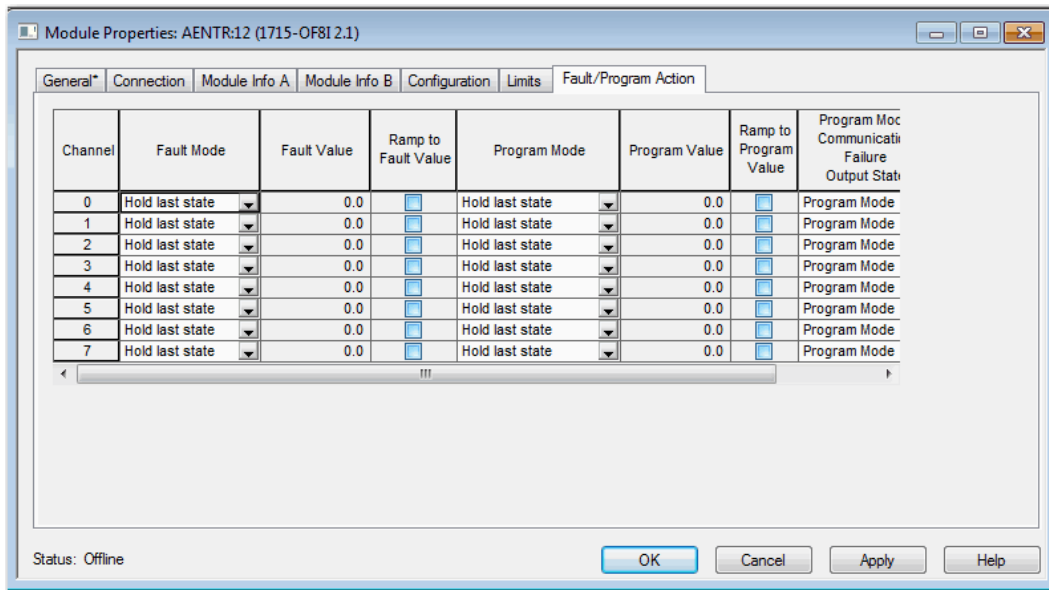 Module Properties: AENTR:12 (1715-OF8I 2.1)
General* Connection Module Info A Module Info B Configuration Limits Fault/Program Action
Channel Fault Mode Fault Value Ramp to Fault Value Program Mode Program Value Ramp to Program Value Program Mod Communicati Failure Output State
0 Hold last state 0.0 Hold last state 0.0 Program Mode
1 Hold last state 0.0 Hold last state 0.0 Program Mode
2 Hold last state 0.0 Hold last state 0.0 Program Mode
3 Hold last state 0.0 Hold last state 0.0 Program Mode
4 Hold last state 0.0 Hold last state 0.0 Program Mode
5 Hold last state 0.0 Hold last state 0.0 Program Mode
6 Hold last state 0.0 Hold last state 0.0 Program Mode
7 Hold last state 0.0 Hold last state 0.0 Program Mode
Status: Offline OK Cancel Apply Help